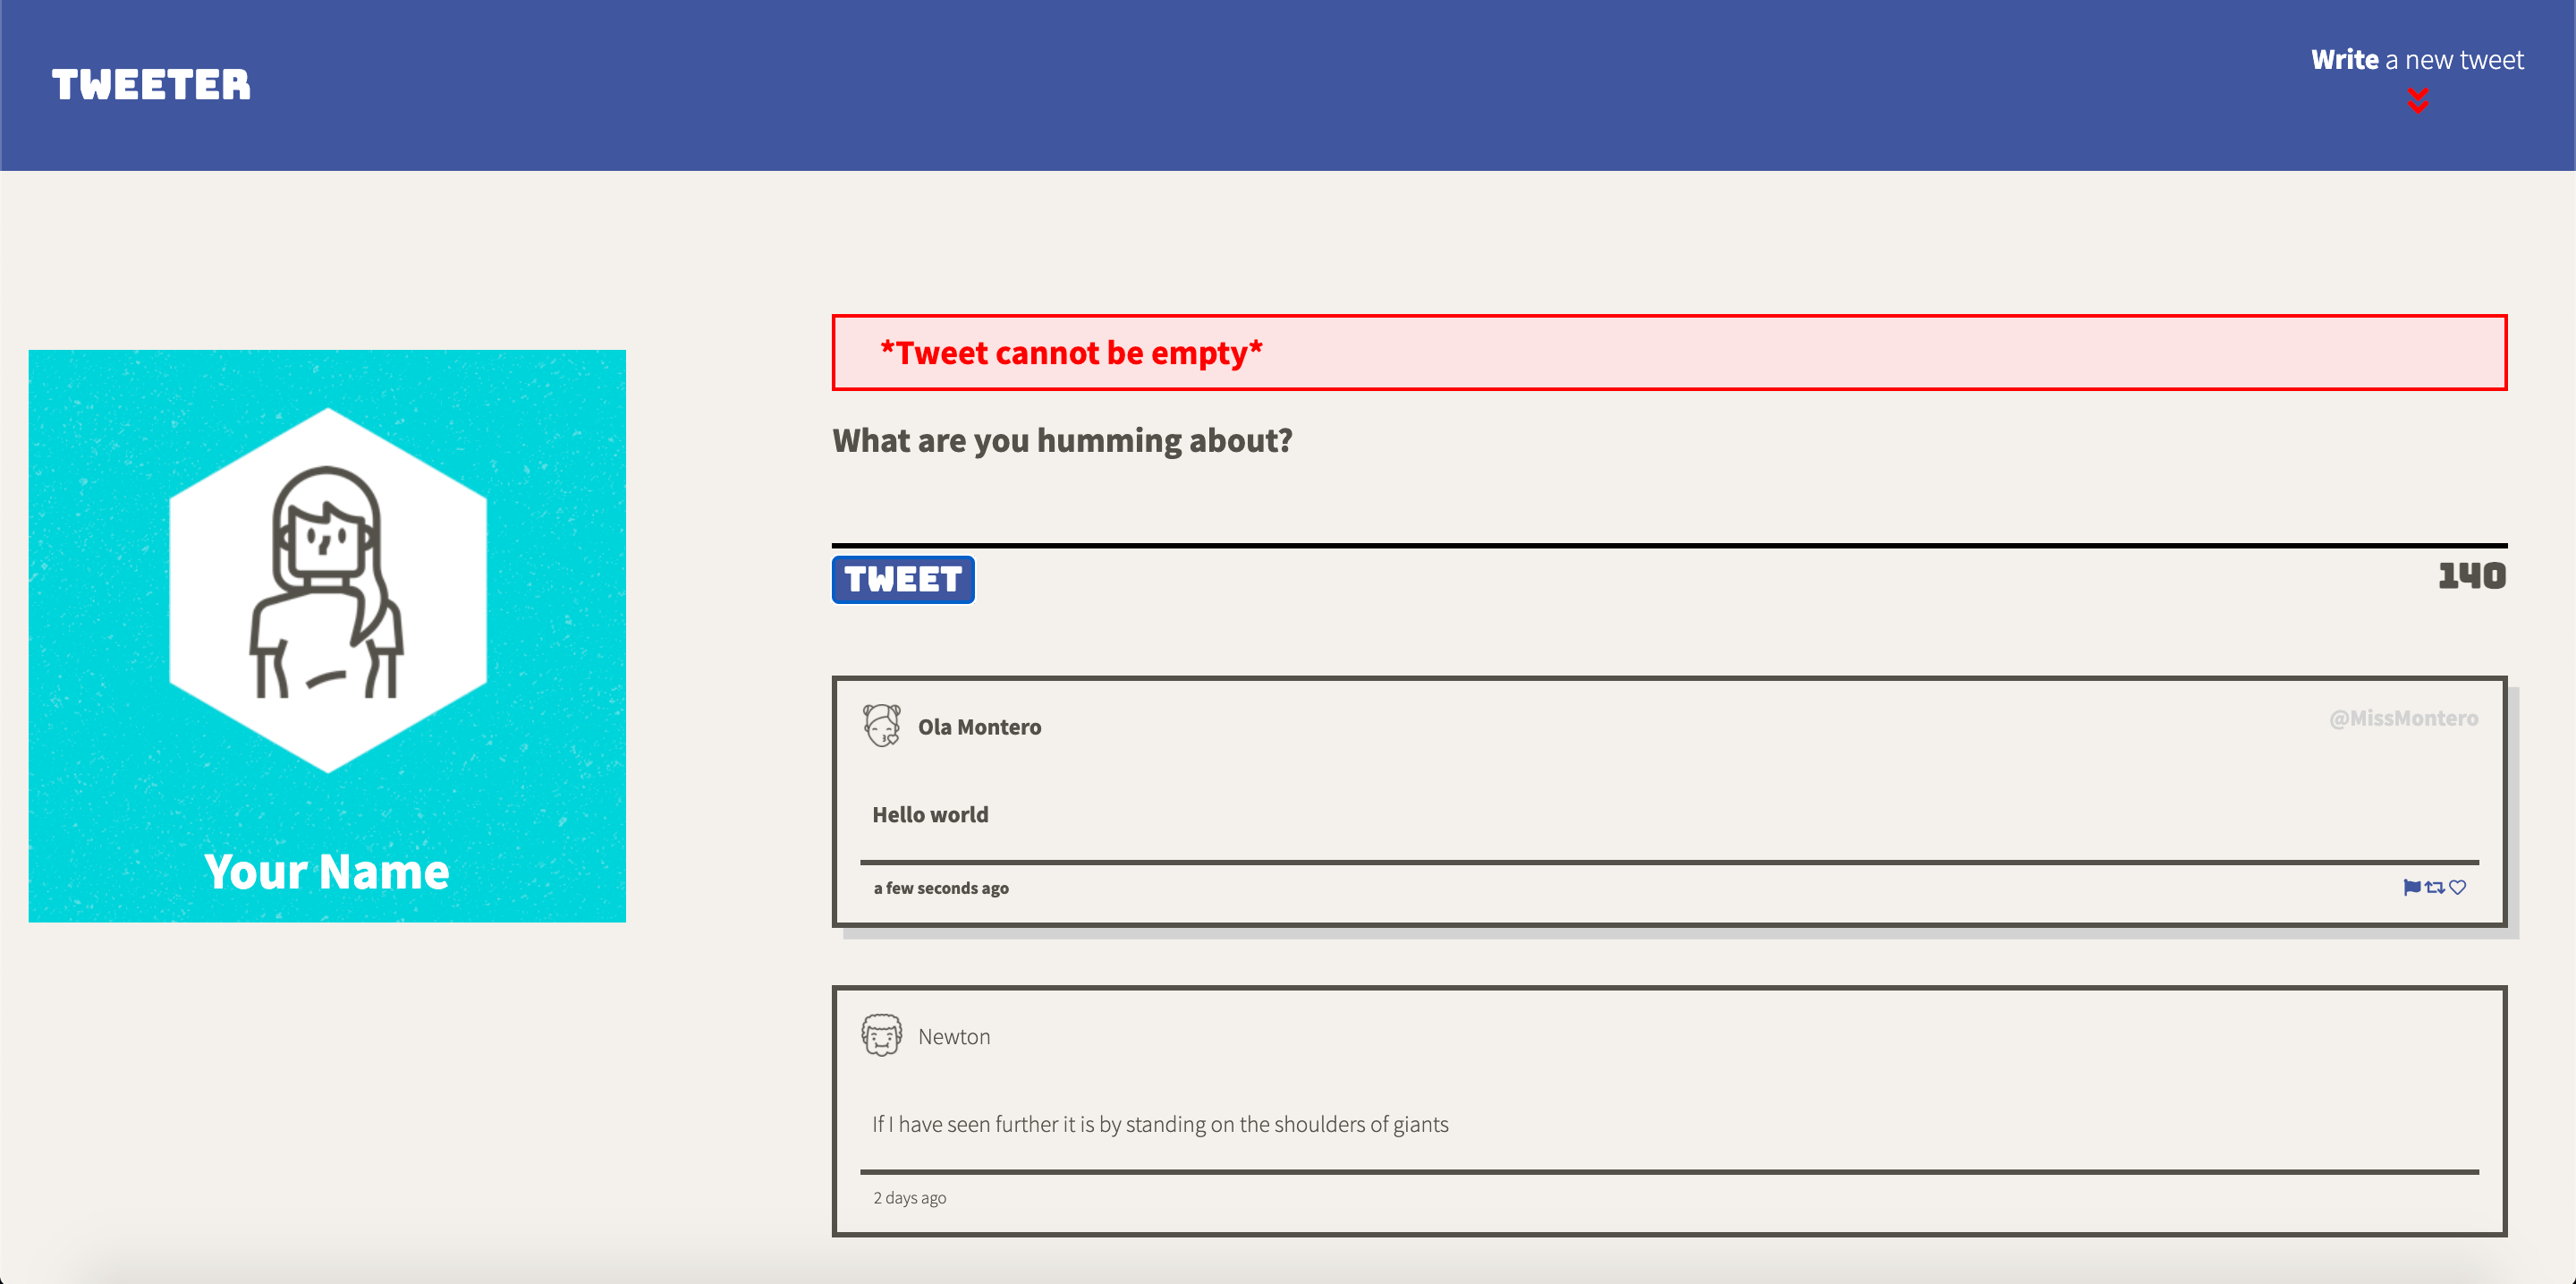 TWEETER
Write a new tweet
*Tweet cannot be empty*
What are you humming about?
TWEET
140
Your Name
Ola Montero
@MissMontero
Hello world
a few seconds ago
Newton
If I have seen further it is by standing on the shoulders of giants
2 days ago